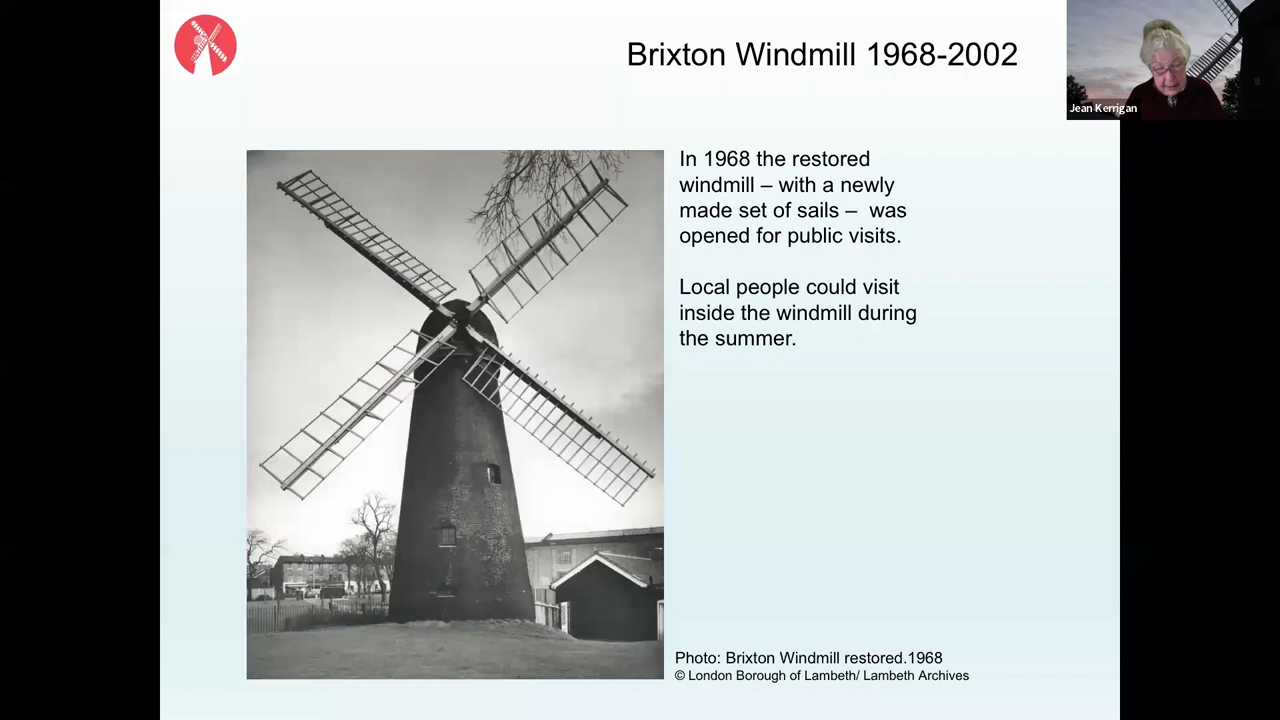 Brixton Windmill 1968-2002
Jean Kerrigan
In 1968 the restored
windmill – with a newly
made set of sails –  was
opened for public visits.
Local people could visit
inside the windmill during
the summer.
Photo: Brixton Windmill restored.1968
© London Borough of Lambeth/ Lambeth Archives